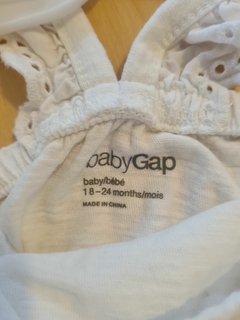 babyGap
baby/bébé
18-24 months/mois
MADE IN CHINA